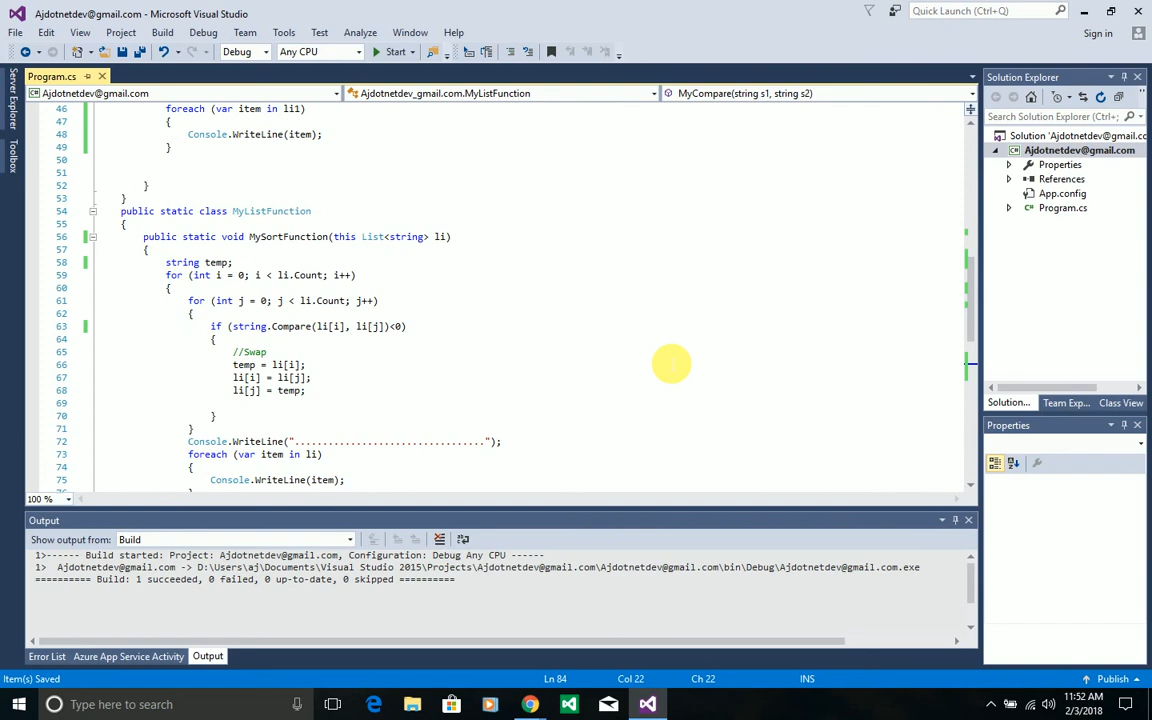 Ajdotnetdev@gmail.com - Microsoft Visual Studio
Quick Launch (Ctrl+Q)
File Edit View Project Build Debug Team Tools Test Analyze Window Help
Sign in
Debug Any CPU Start
Server Explorer
Toolbox
Program.cs
Ajdotnetdev@gmail.com Ajdotnetdev_gmail.com.MyListFunction MyCompare(string s1, string s2)
46 foreach (var item in li1)
47 {
48 Console.WriteLine(item);
49 }
50
51
52 }
53 }
54 public static class MyListFunction
55 {
56 public static void MySortFunction(this List<string> li)
57 {
58 string temp;
59 for (int i = 0; i < li.Count; i++)
60 {
61 for (int j = 0; j < li.Count; j++)
62 {
63 if (string.Compare(li[i], li[j])<0)
64 {
65 //Swap
66 temp = li[i];
67 li[i] = li[j];
68 li[j] = temp;
69
70 }
71 }
72 Console.WriteLine("..................................");
73 foreach (var item in li)
74 {
75 Console.WriteLine(item);
100 %
Solution Explorer
Search Solution Explorer (Ctrl+;)
Solution 'Ajdotnetdev@gmail.cc
Ajdotnetdev@gmail.com
Properties
References
App.config
Program.cs
Solution... Team Exp... Class View
Properties
Output
Show output from: Build
1>------ Build started: Project: Ajdotnetdev@gmail.com, Configuration: Debug Any CPU ------
1> Ajdotnetdev@gmail.com -> D:\Users\aj\Documents\Visual Studio 2015\Projects\Ajdotnetdev@gmail.com\Ajdotnetdev@gmail.com\bin\Debug\Ajdotnetdev@gmail.com.exe
========== Build: 1 succeeded, 0 failed, 0 up-to-date, 0 skipped ==========
Error List Azure App Service Activity Output
Item(s) Saved Ln 84 Col 22 Ch 22 INS Publish
Type here to search
11:52 AM
2/3/2018